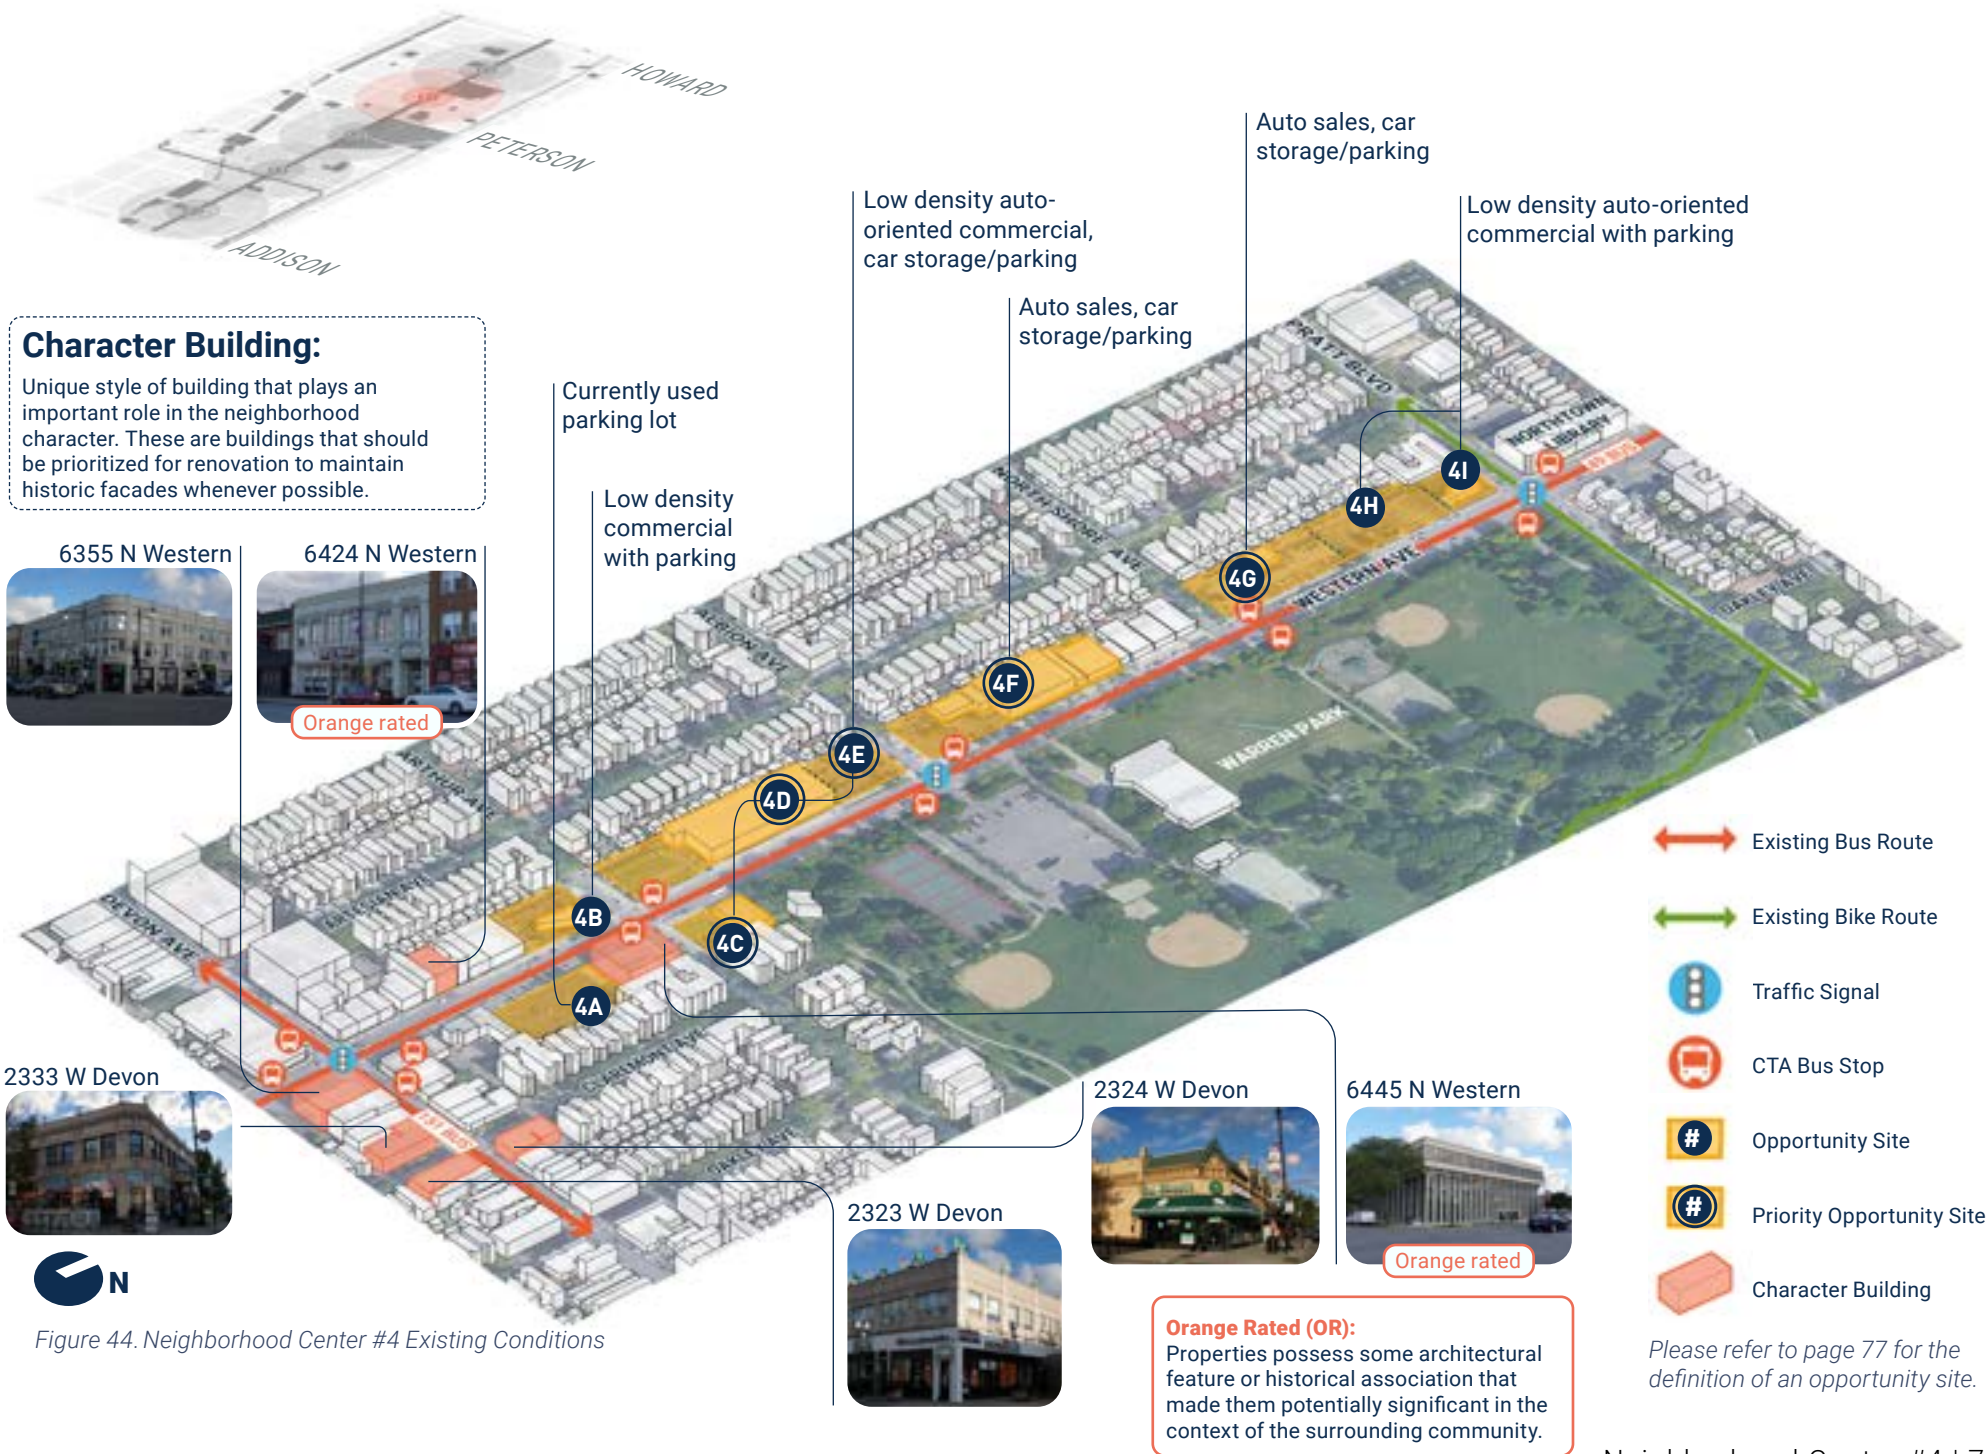 HOWARD
PETERSON
ADDISON
Character Building:
Unique style of building that plays an
important role in the neighborhood
character. These are buildings that should
be prioritized for renovation to maintain
historic facades whenever possible.
Auto sales, car
storage/parking
Low density auto-oriented
commercial with parking
Low density auto-
oriented commercial,
car storage/parking
Auto sales, car
storage/parking
Currently used
parking lot
Low density
commercial
with parking
6355 N Western
6424 N Western
Orange rated
PRATT BLVD
NORTHTOWN
LIBRARY
49 BUS
NORTH SHORE AVE
WESTERN AVE
OAKLEY AVE
ALBION AVE
WARREN PARK
ARTHUR AVE
DEVON AVE
CLAREMONT AVE
OAKLEY AVE
4I
4H
4G
4F
4E
4D
4C
4B
4A
2333 W Devon
2324 W Devon
6445 N Western
Orange rated
2323 W Devon
N
Figure 44. Neighborhood Center #4 Existing Conditions
Orange Rated (OR):
Properties possess some architectural
feature or historical association that
made them potentially significant in the
context of the surrounding community.
Existing Bus Route
Existing Bike Route
Traffic Signal
CTA Bus Stop
# Opportunity Site
# Priority Opportunity Site
Character Building
Please refer to page 77 for the
definition of an opportunity site.